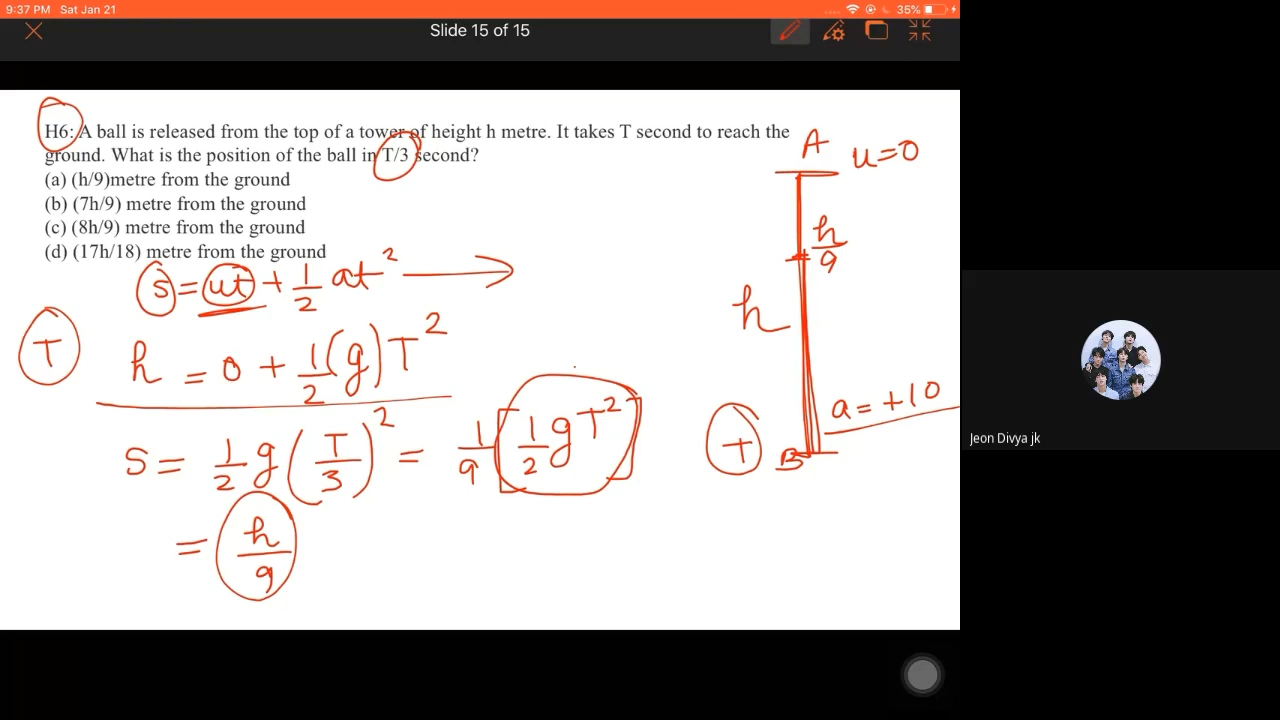 9:37 PM Sat Jan 21 35%
Slide 15 of 15
H6: A ball is released from the top of a tower of height h metre. It takes T second to reach the
ground. What is the position of the ball in T/3 second?
(a) (h/9)metre from the ground
(b) (7h/9) metre from the ground
(c) (8h/9) metre from the ground
(d) (17h/18) metre from the ground
A u=0
h/9
s = ut + 1/2 at²
h
T h = 0 + 1/2 (g) T²
a = +10
S = 1/2 g (T/3)² = 1/9 [1/2 gT²]
+ B
= h/9
Jeon Divya jk